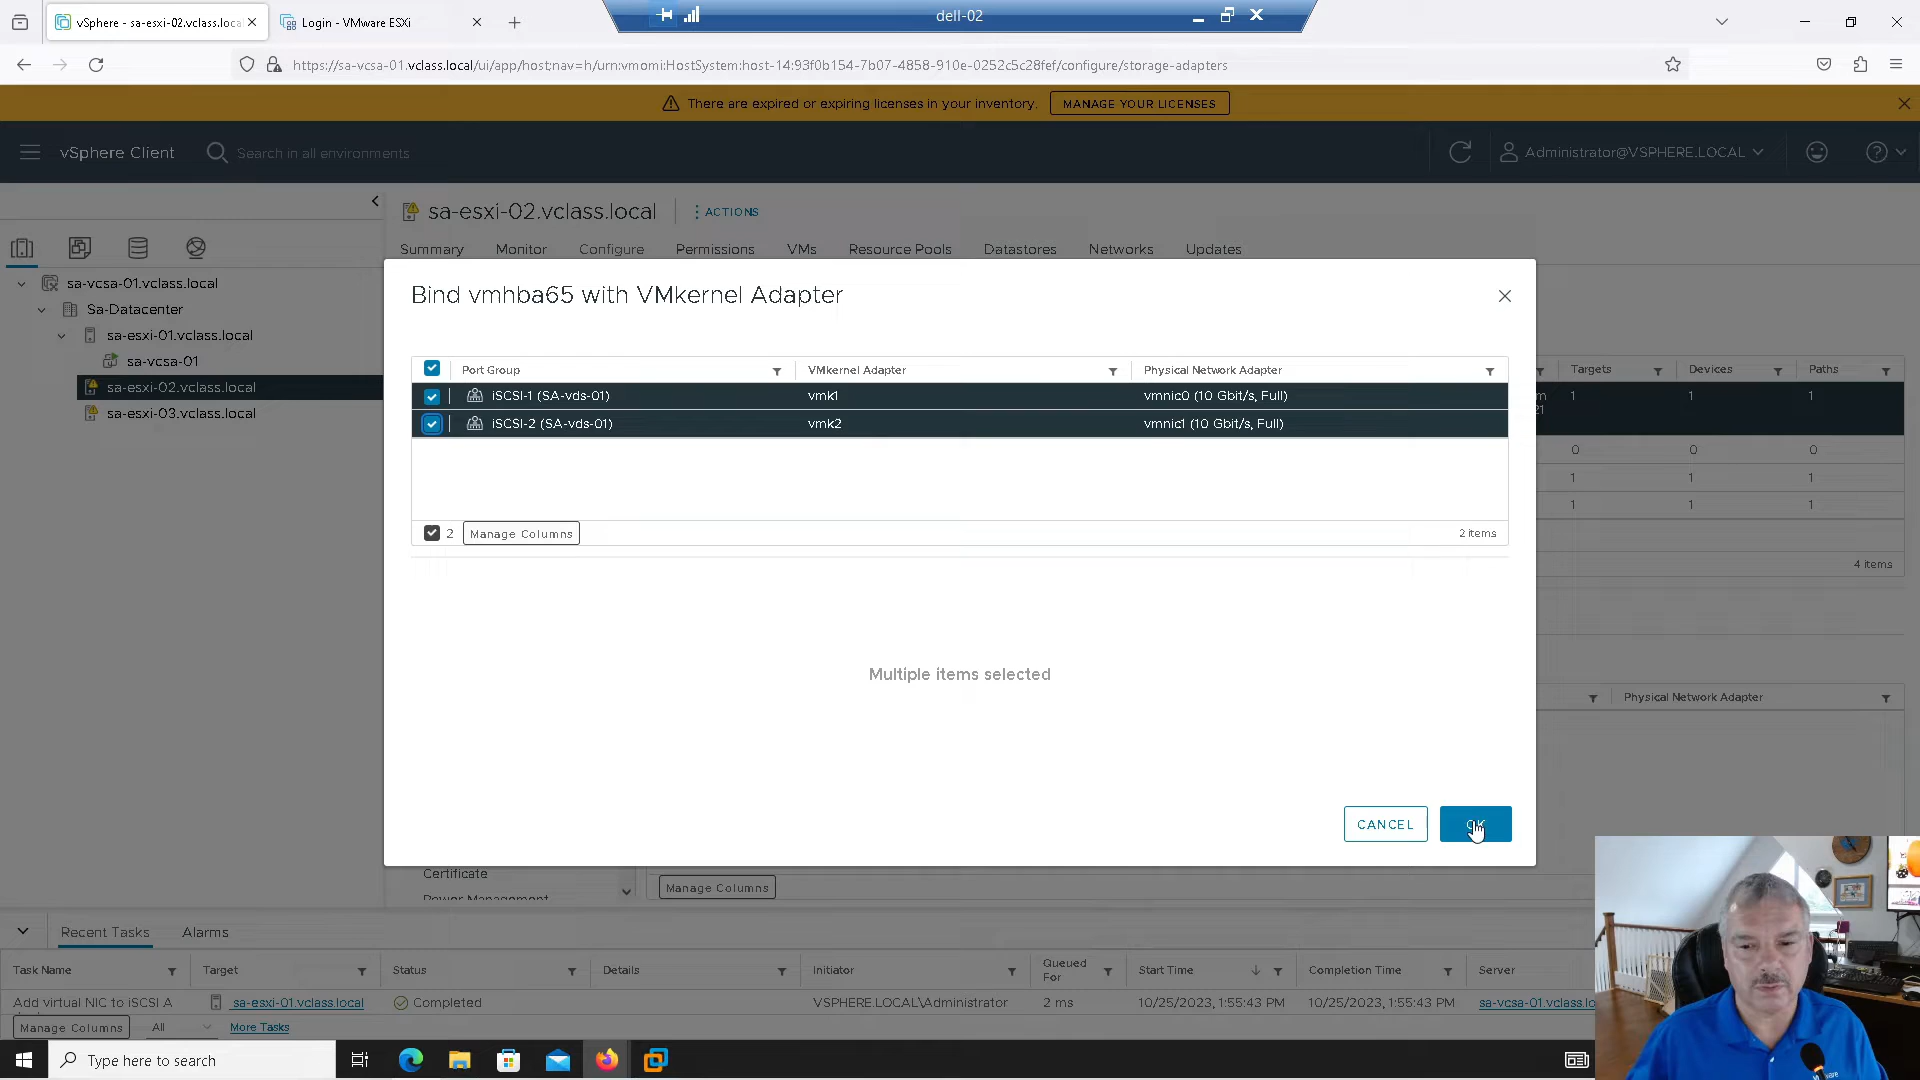 vSphere - sa-esxi-02.vclass.loca
Login - VMware ESXi
dell-02
https://sa-vcsa-01.vclass.local/ui/app/host;nav=h/urn:vmomi:HostSystem:host-14:93f0b154-7b07-4858-910e-0252c5c28fef/configure/storage-adapters
There are expired or expiring licenses in your inventory.
MANAGE YOUR LICENSES
vSphere Client
Search in all environments
Administrator@VSPHERE.LOCAL
sa-esxi-02.vclass.local
ACTIONS
Summary Monitor Configure Permissions VMs Resource Pools Datastores Networks Updates
sa-vcsa-01.vclass.local
Sa-Datacenter
sa-esxi-01.vclass.local
sa-vcsa-01
sa-esxi-02.vclass.local
sa-esxi-03.vclass.local
Bind vmhba65 with VMkernel Adapter
Port Group VMkernel Adapter Physical Network Adapter
iSCSI-1 (SA-vds-01) vmk1 vmnic0 (10 Gbit/s, Full)
iSCSI-2 (SA-vds-01) vmk2 vmnic1 (10 Gbit/s, Full)
2 Manage Columns 2 items
Multiple items selected
CANCEL OK
Targets Devices Paths
m 1 1 1
21
0 0 0
1 1 1
1 1 1
4 items
Physical Network Adapter
Certificate
Power Management
Manage Columns
Recent Tasks Alarms
Task Name Target Status Details Initiator Queued For Start Time Completion Time Server
Add virtual NIC to iSCSI A sa-esxi-01.vclass.local Completed VSPHERE.LOCAL\Administrator 2 ms 10/25/2023, 1:55:43 PM 10/25/2023, 1:55:43 PM sa-vcsa-01.vclass.lo
Manage Columns All More Tasks
Type here to search